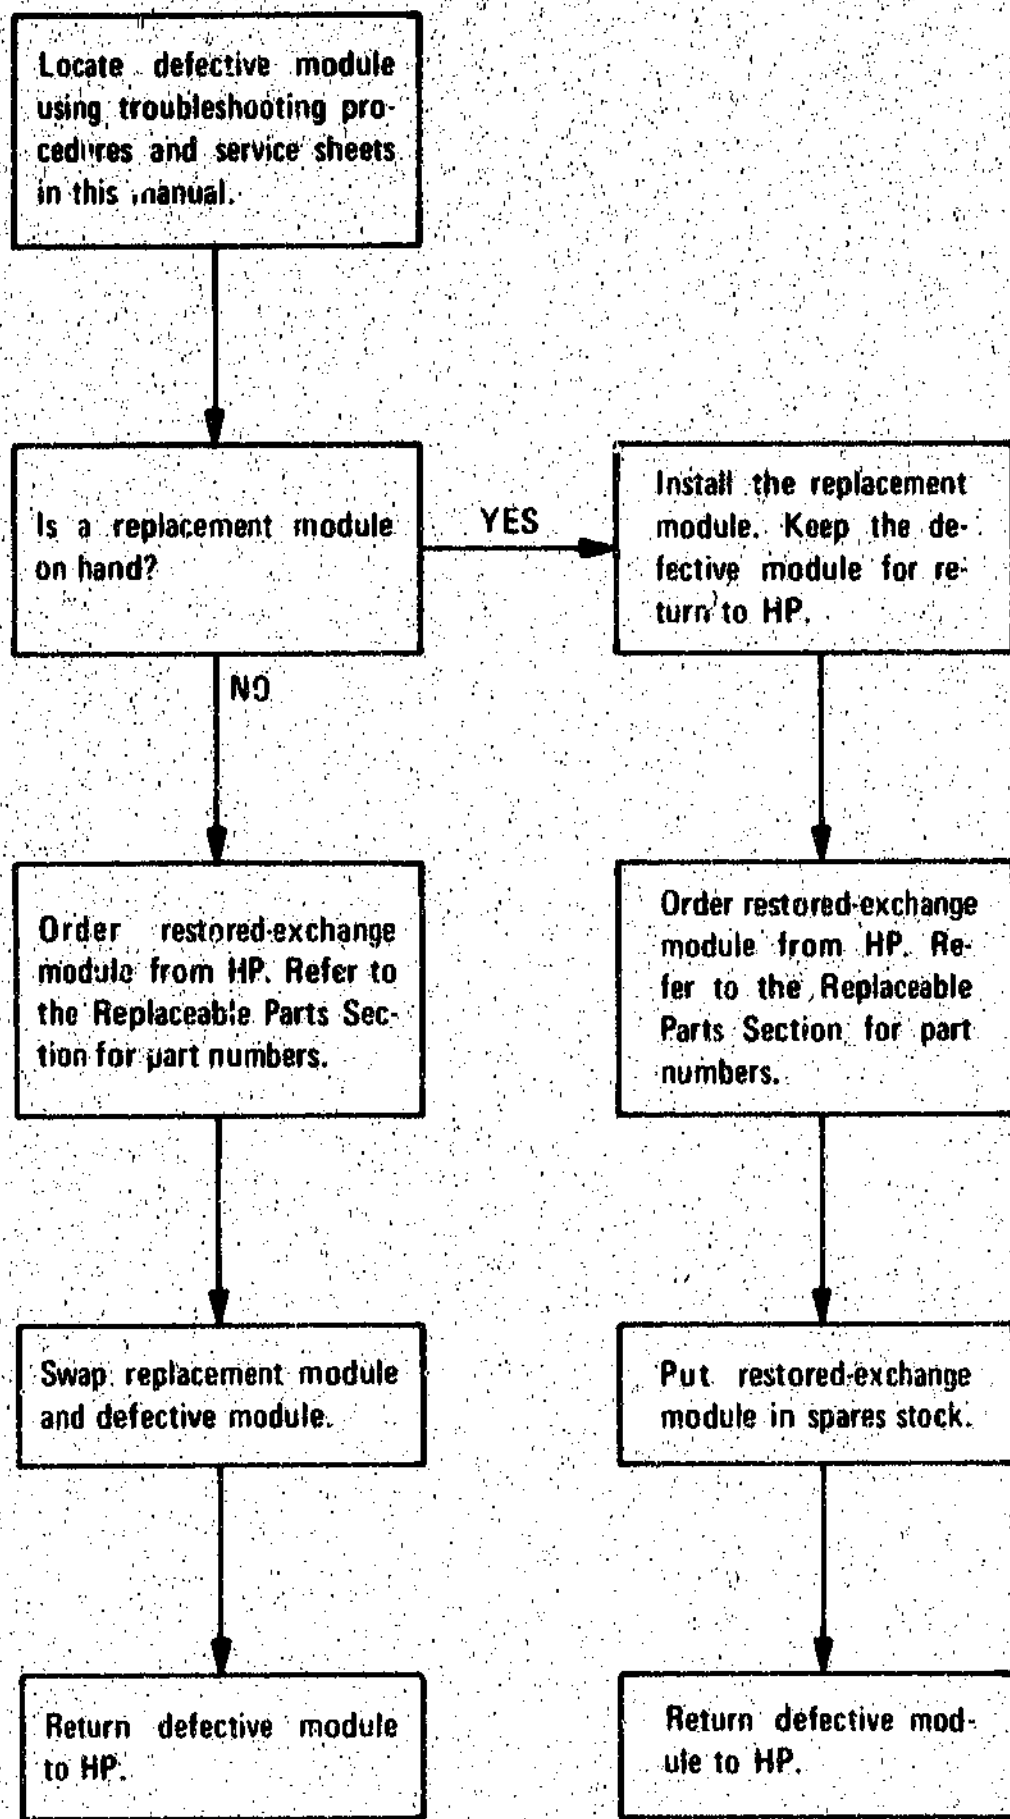 Locate defective module
using troubleshooting pro-
cedures and service sheets
in this manual.
Is a replacement module
on hand?
YES
Install the replacement
module. Keep the de-
fective module for re-
turn to HP.
NO
Order restored-exchange
module from HP. Refer to
the Replaceable Parts Sec-
tion for part numbers.
Order restored-exchange
module from HP. Re-
fer to the Replaceable
Parts Section for part
numbers.
Swap replacement module
and defective module.
Put restored-exchange
module in spares stock.
Return defective module
to HP.
Return defective mod-
ule to HP.